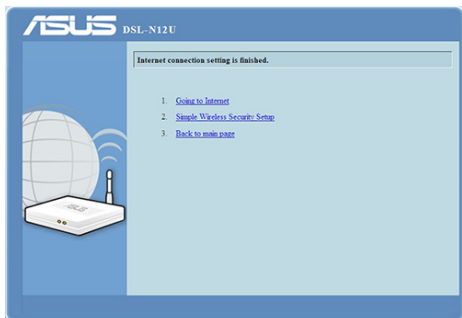 ASUS DSL-N12U
Internet connection setting is finished.
1. Going to Internet
2. Simple Wireless Security Setup
3. Back to main page
ASUS